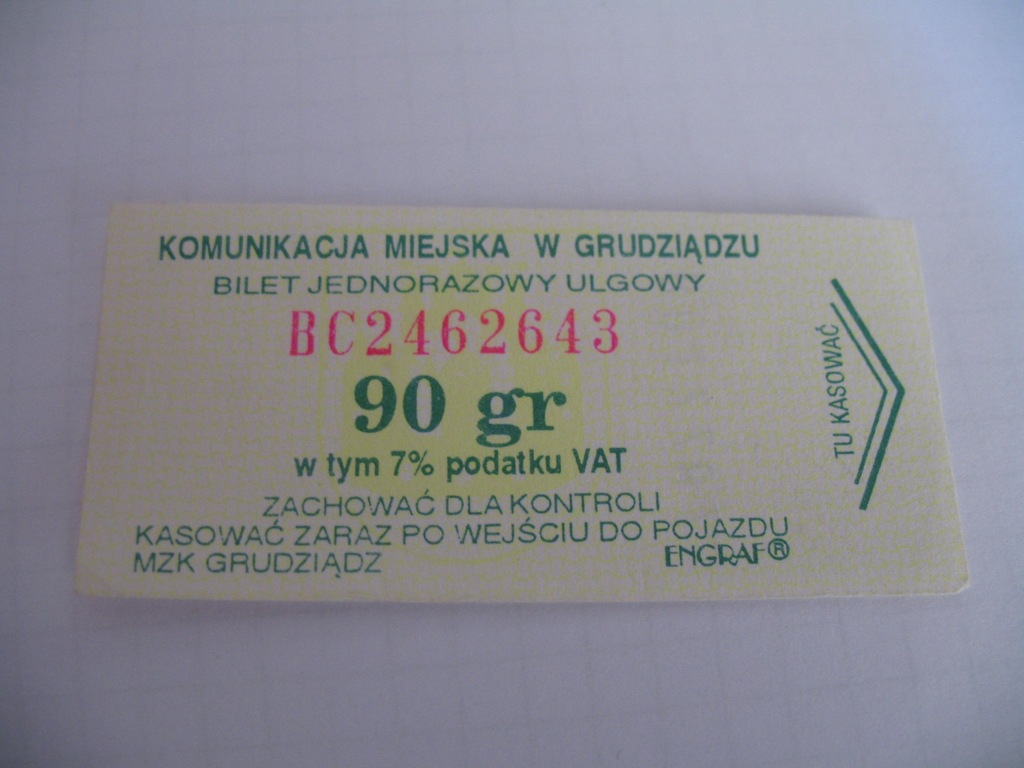 KOMUNIKACJA MIEJSKA W GRUDZIĄDZU
BILET JEDNORAZOWY ULGOWY
BC2462643
90 gr
w tym 7% podatku VAT
ZACHOWAĆ DLA KONTROLI
KASOWAĆ ZARAZ PO WEJŚCIU DO POJAZDU
MZK GRUDZIĄDZ
ENGRAF®
TU KASOWAĆ